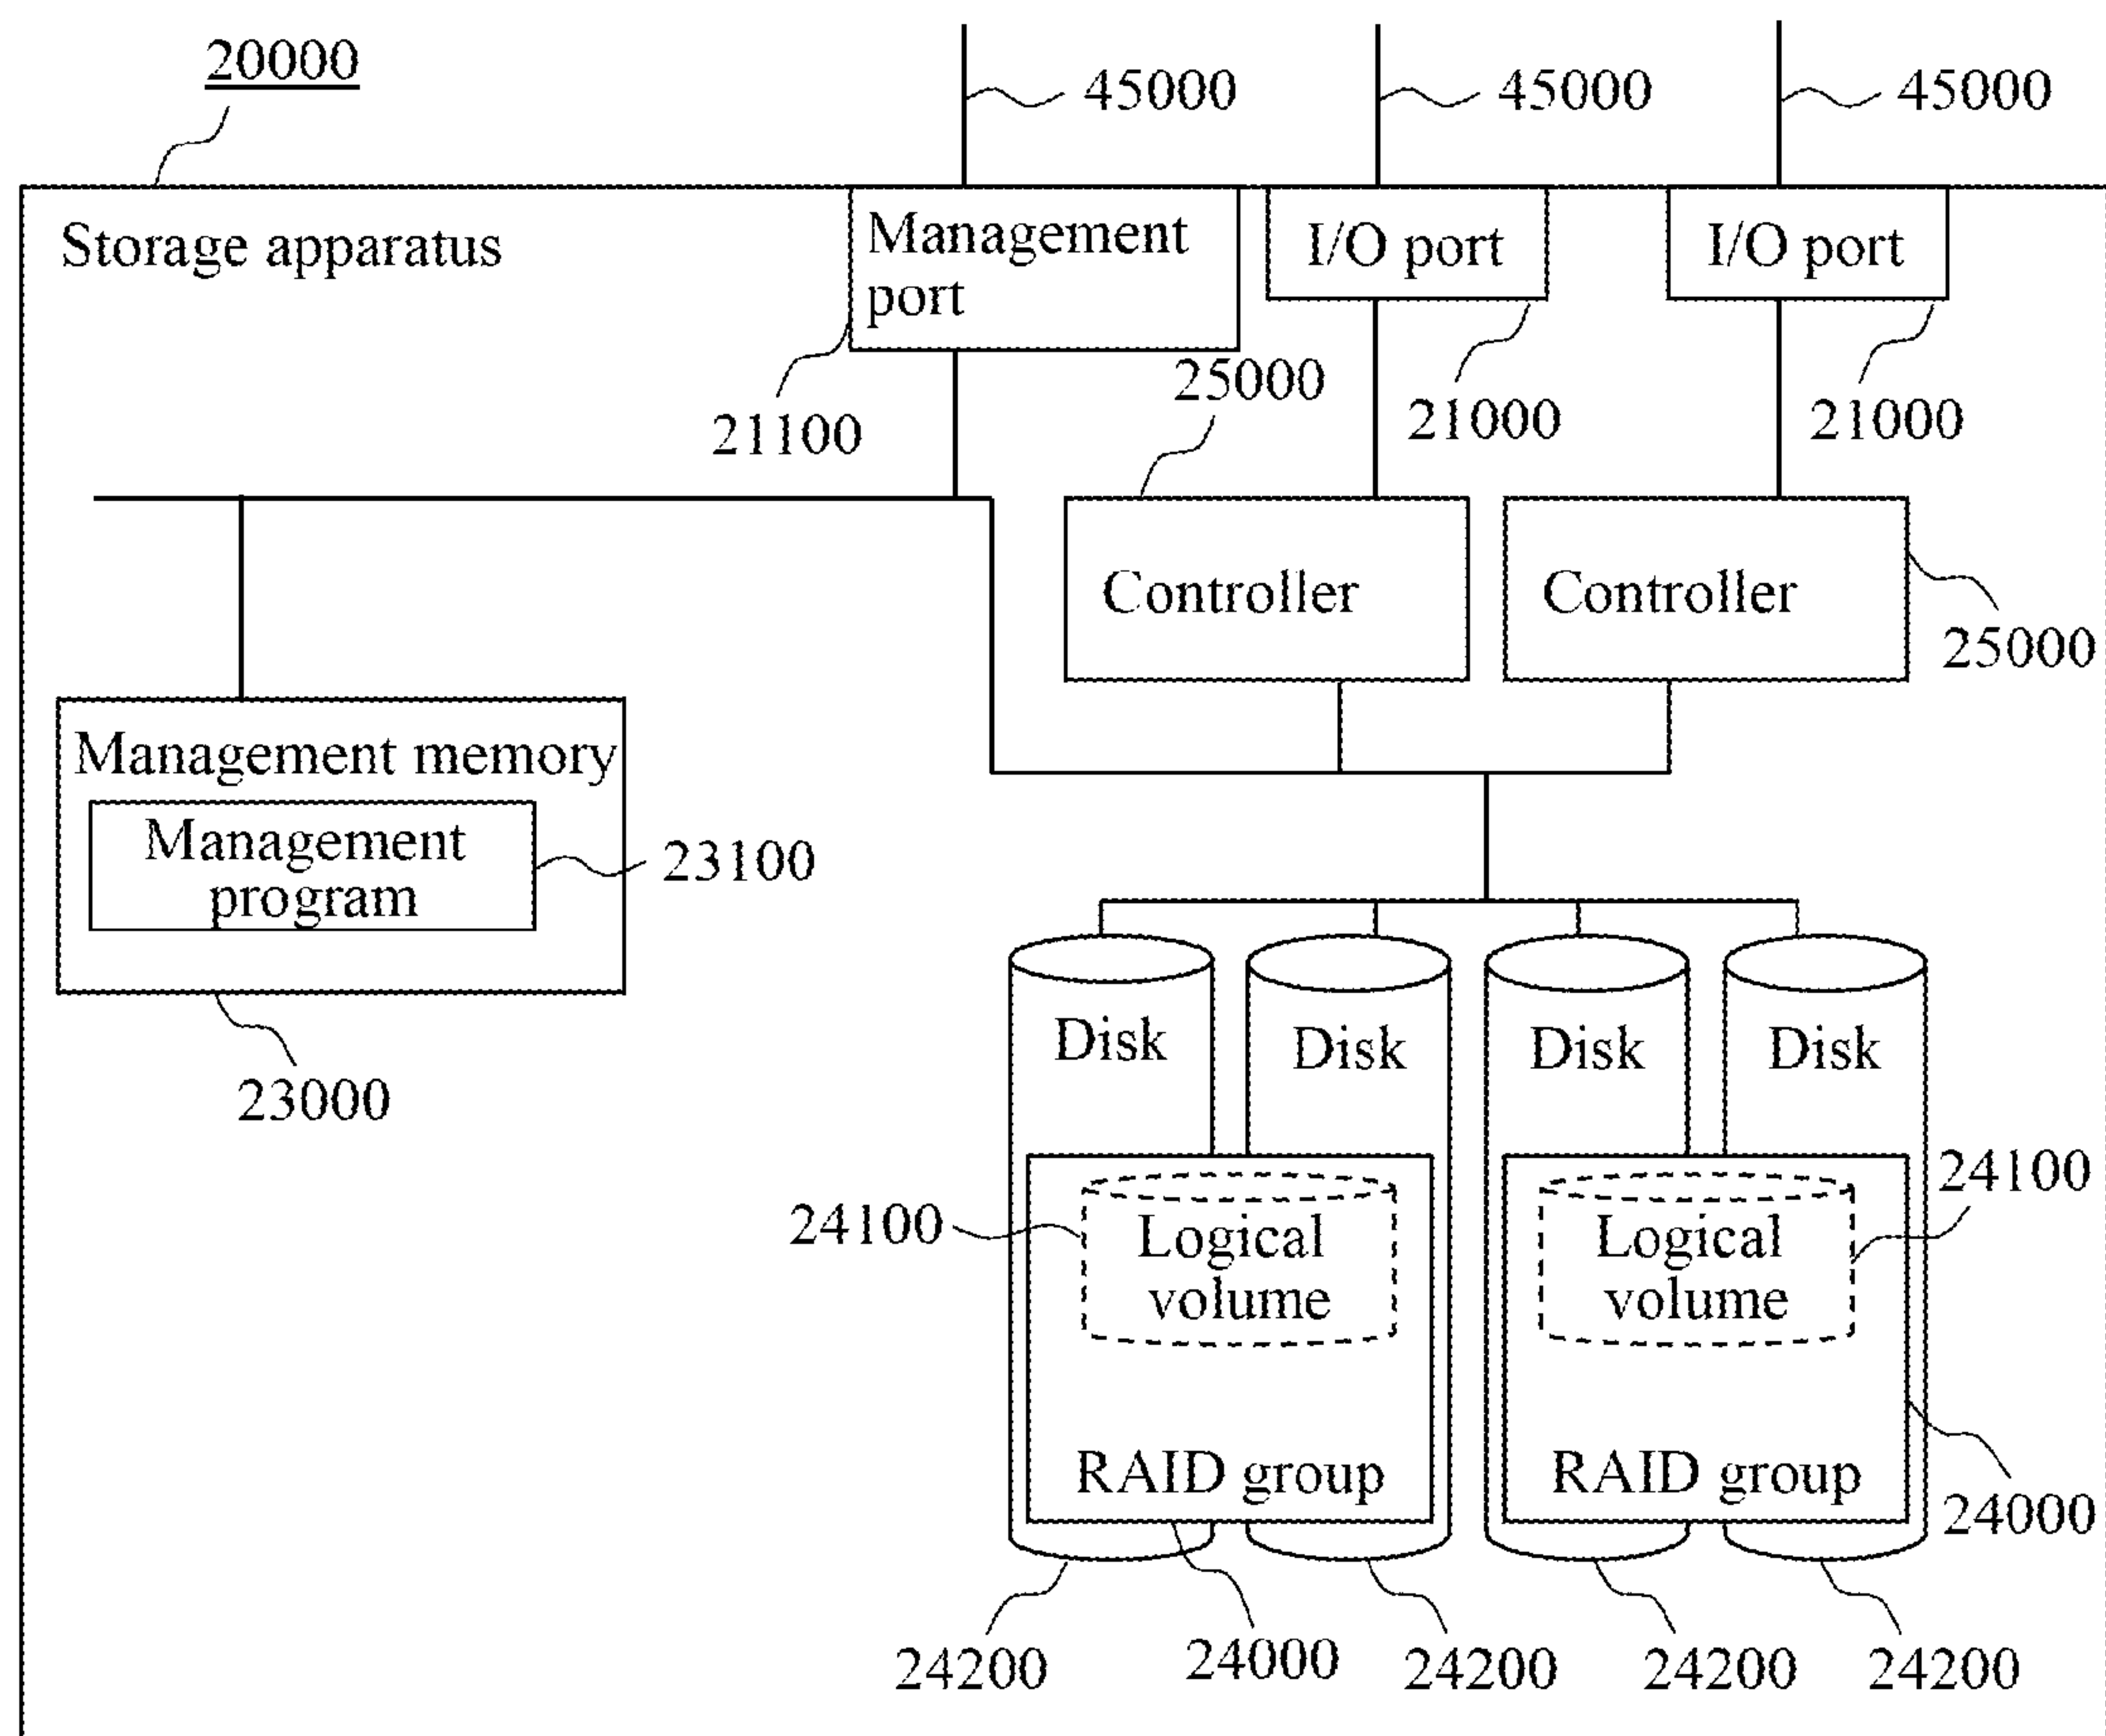 20000
45000
45000
45000
Storage apparatus
Management
port
I/O port
I/O port
21100
25000
21000
21000
Controller
Controller
25000
Management memory
Management
program
23100
23000
Disk
Disk
Disk
Disk
24100
Logical
volume
Logical
volume
24100
RAID group
RAID group
24000
24200
24000
24200
24200
24200